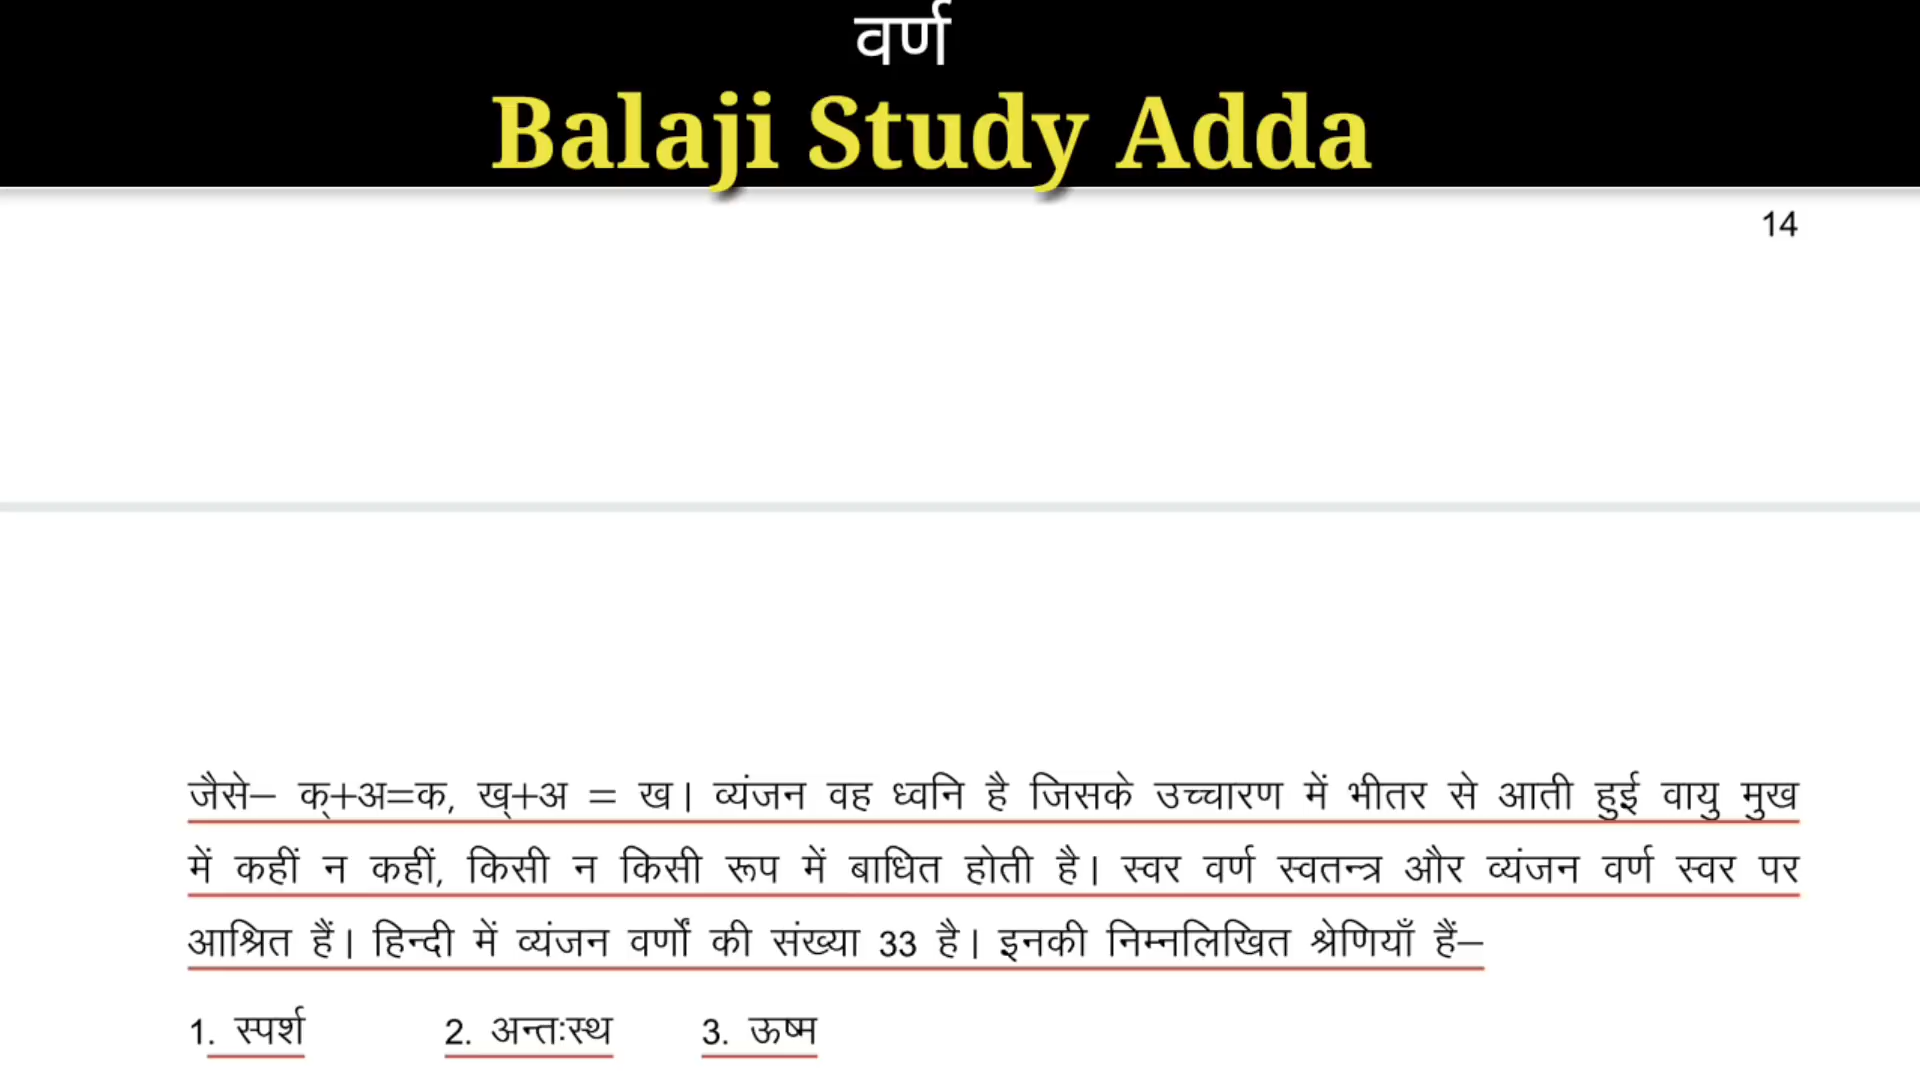 वर्ण
Balaji Study Adda
14
जैसे– क्+अ=क, ख्+अ = ख। व्यंजन वह ध्वनि है जिसके उच्चारण में भीतर से आती हुई वायु मुख
में कहीं न कहीं, किसी न किसी रूप में बाधित होती है। स्वर वर्ण स्वतन्त्र और व्यंजन वर्ण स्वर पर
आश्रित हैं। हिन्दी में व्यंजन वर्णों की संख्या 33 है। इनकी निम्नलिखित श्रेणियाँ हैं–
1. स्पर्श 2. अन्तःस्थ 3. ऊष्म